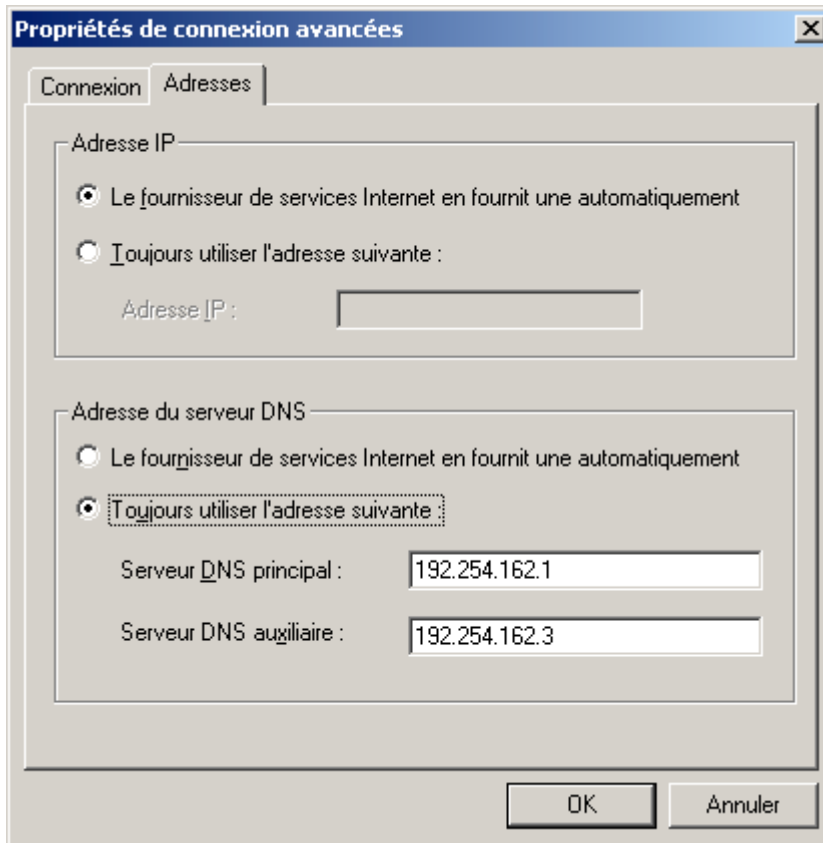 Propriétés de connexion avancées
Connexion Adresses
Adresse IP
Le fournisseur de services Internet en fournit une automatiquement
Toujours utiliser l'adresse suivante :
Adresse IP :
Adresse du serveur DNS
Le fournisseur de services Internet en fournit une automatiquement
Toujours utiliser l'adresse suivante :
Serveur DNS principal : 192.254.162.1
Serveur DNS auxiliaire : 192.254.162.3
OK Annuler